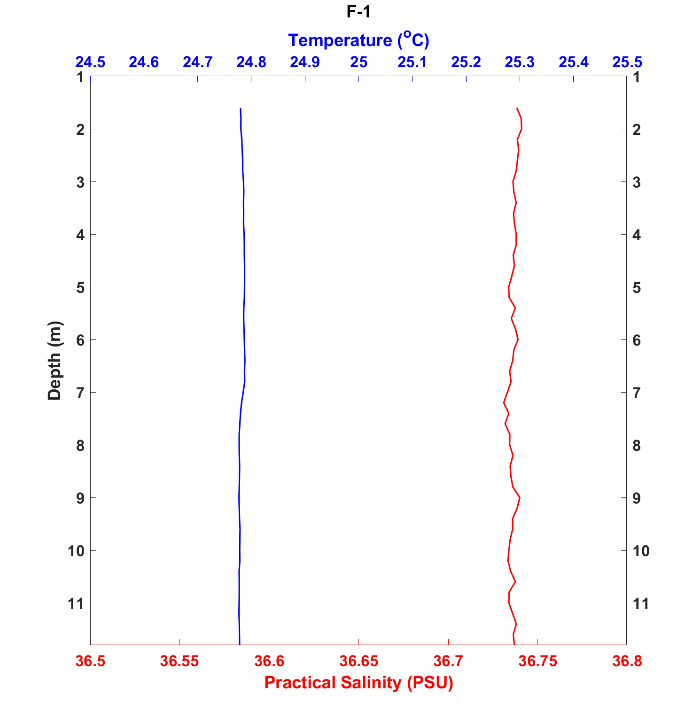 F-1
Temperature (°C)
24.5 24.6 24.7 24.8 24.9 25 25.1 25.2 25.3 25.4 25.5
1 1
2 2
3 3
4 4
5 5
6 6
7 7
8 8
9 9
10 10
11 11
Depth (m)
36.5 36.55 36.6 36.65 36.7 36.75 36.8
Practical Salinity (PSU)